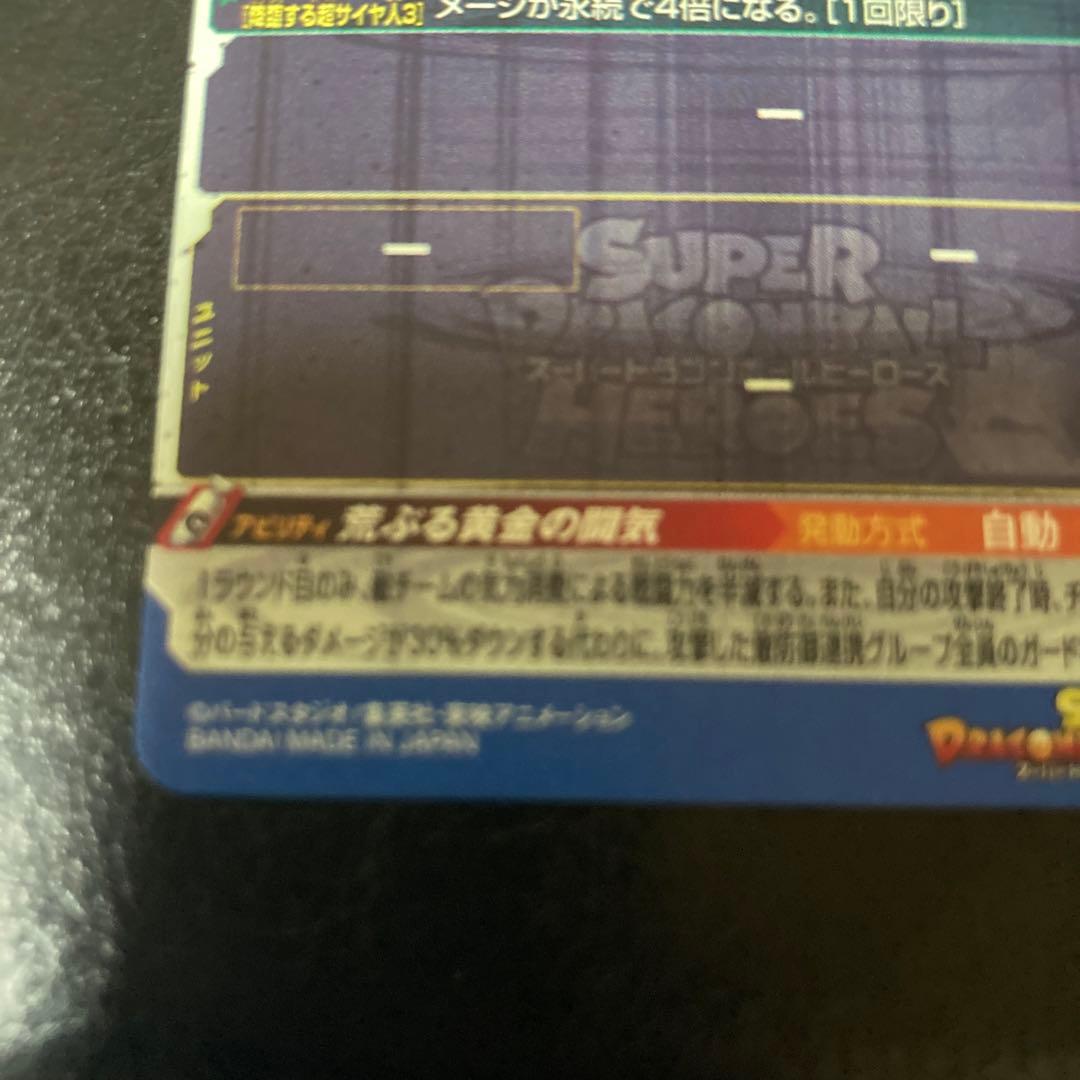 [降臨する超サイヤ人3] メージが永続で4倍になる。[1回限り]
ー
ー
ー
SUPER
DRAGON BALL
スーパードラゴンボールヒーローズ
HEROES
ー
ユニット
C アビリティ 荒ぶる黄金の闘気 発動方式 自動
1ラウンド目のみ、敵チームの気力消費による戦闘力を半減する。また、自分の攻撃終了時、
分の与えるダメージが30%ダウンする代わりに、攻撃した敵防御連携グループ全員のガード
©バードスタジオ/集英社・東映アニメーション
BANDAI MADE IN JAPAN